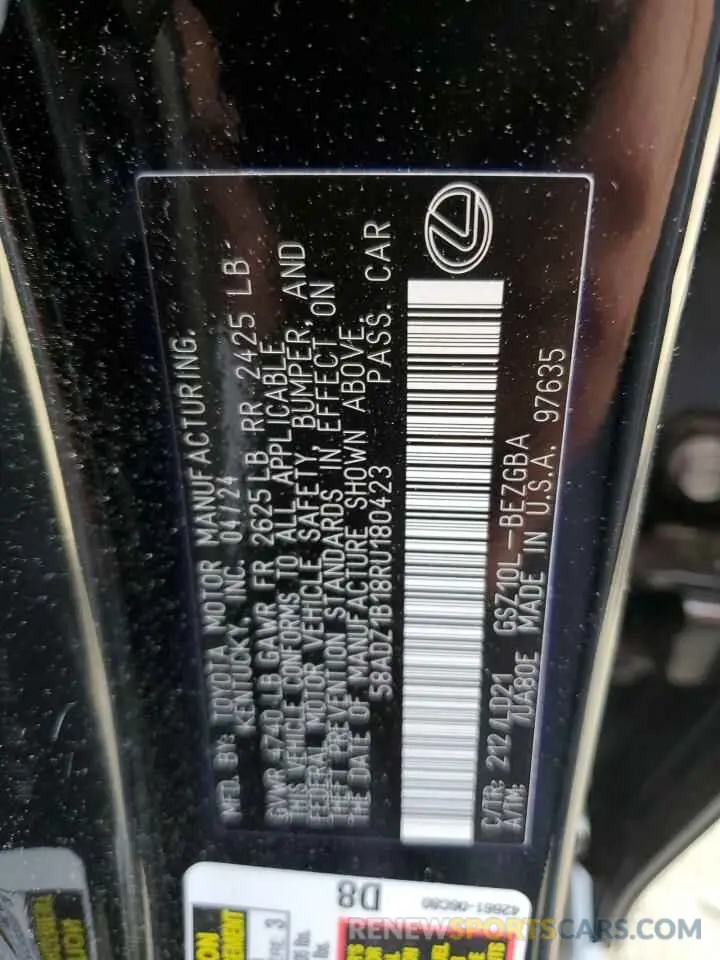 MFD. BY: TOYOTA MOTOR MANUFACTURING,
KENTUCKY, INC. 04/24
GVWR 4740 LB GAWR FR 2625 LB RR 2425 LB
THIS VEHICLE CONFORMS TO ALL APPLICABLE
FEDERAL MOTOR VEHICLE SAFETY, BUMPER, AND
THEFT PREVENTION STANDARDS IN EFFECT ON
THE DATE OF MANUFACTURE SHOWN ABOVE.
58ADZ1B18RU180423 PASS. CAR
C/TR: 212 /LD21 GSZ10L-BEZGBA
A/TM: /UA80E MADE IN U.S.A. 97635
D8
42661-06C80
RENEWSPORTSCARS.COM